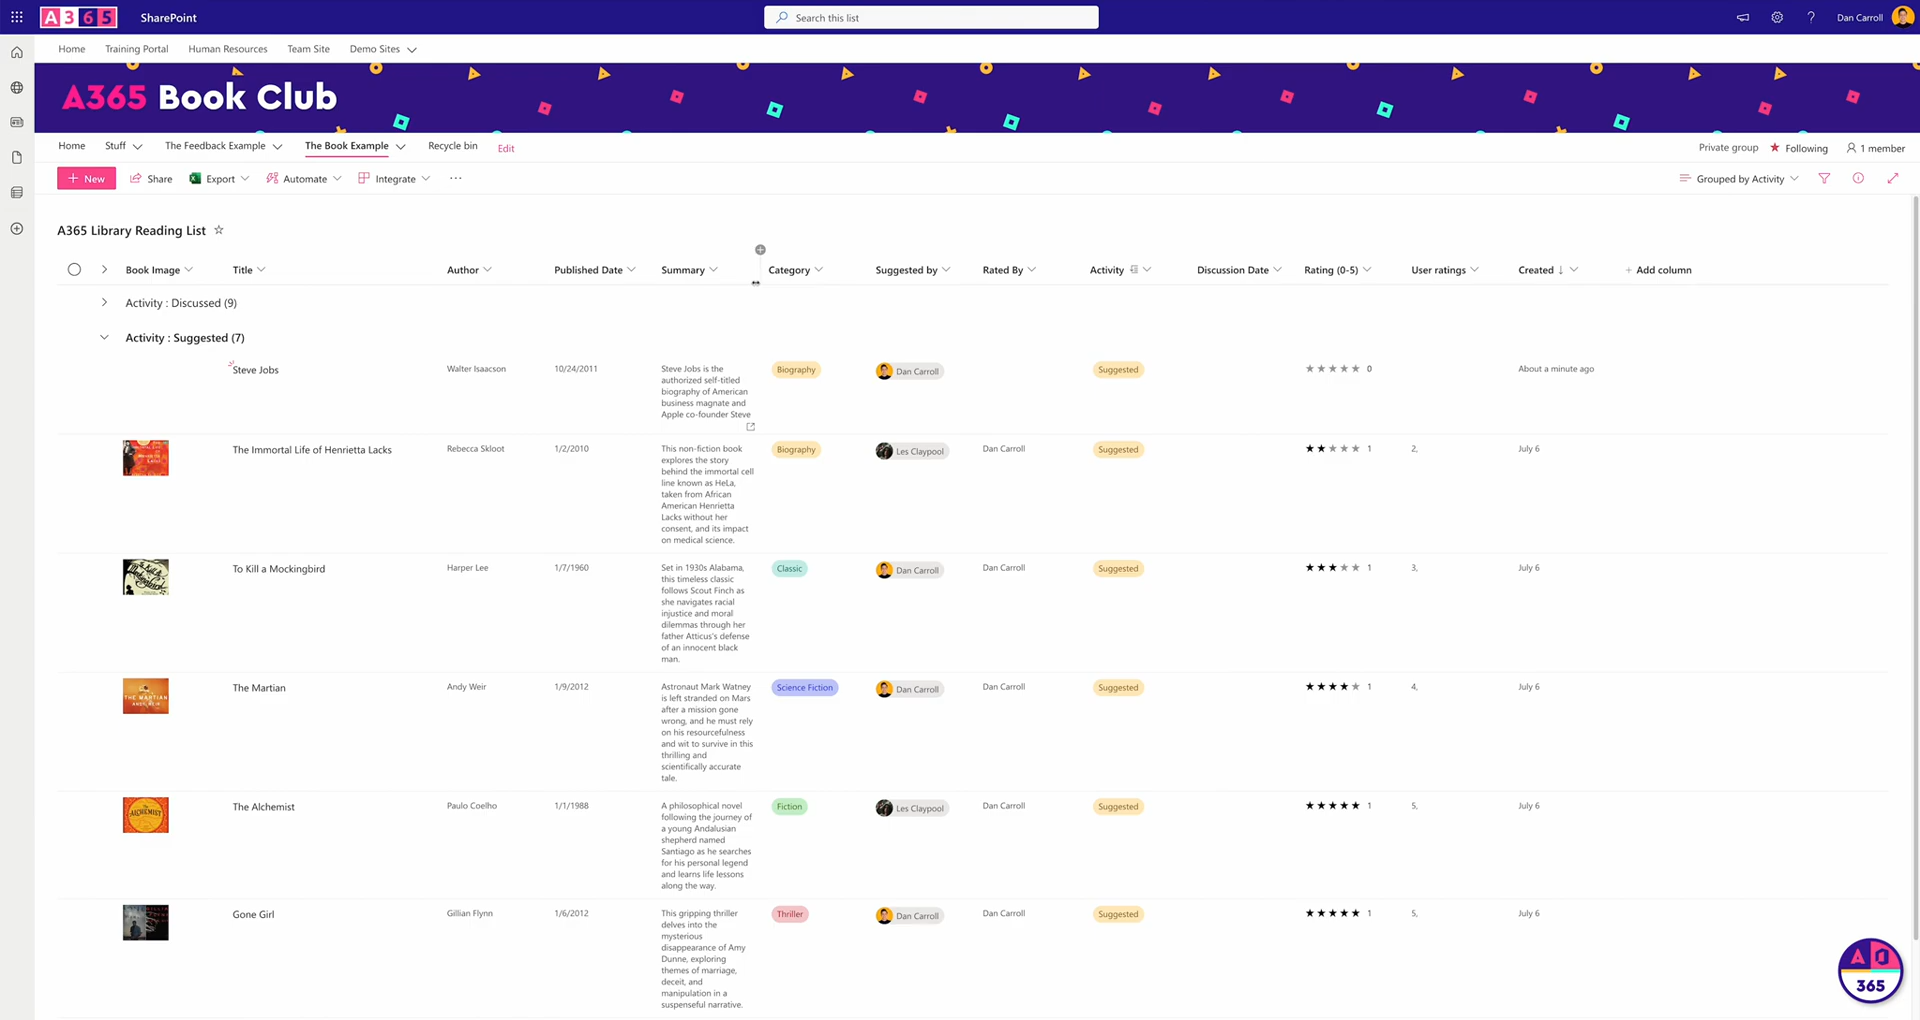 A365 SharePoint Search this list Dan Carroll
Home Training Portal Human Resources Team Site Demo Sites
A365 Book Club
Home Stuff The Feedback Example The Book Example Recycle bin Edit Private group Following 1 member
+ New Share Export Automate Integrate ... Grouped by Activity
A365 Library Reading List
Book Image Title Author Published Date Summary Category Suggested by Rated By Activity Discussion Date Rating (0-5) User ratings Created ↓ + Add column
Activity : Discussed (9)
Activity : Suggested (7)
Steve Jobs Walter Isaacson 10/24/2011 Steve Jobs is the Biography Dan Carroll Suggested 0 About a minute ago
authorized self-titled
biography of American
business magnate and
Apple co-founder Steve
The Immortal Life of Henrietta Lacks Rebecca Skloot 1/2/2010 This non-fiction book Biography Les Claypool Dan Carroll Suggested 1 2, July 6
explores the story
behind the immortal cell
line known as HeLa,
taken from African
American Henrietta
Lacks without her
consent, and its impact
on medical science.
To Kill a Mockingbird Harper Lee 1/7/1960 Set in 1930s Alabama, Classic Dan Carroll Dan Carroll Suggested 1 3, July 6
this timeless classic
follows Scout Finch as
she navigates racial
injustice and moral
dilemmas through her
father Atticus's defense
of an innocent black
man.
The Martian Andy Weir 1/9/2012 Astronaut Mark Watney Science Fiction Dan Carroll Dan Carroll Suggested 1 4, July 6
THE MARTIAN
ANDY WEIR
is left stranded on Mars
after a mission gone
wrong, and he must rely
on his resourcefulness
and wit to survive in this
thrilling and
scientifically accurate
tale.
The Alchemist Paulo Coelho 1/1/1988 A philosophical novel Fiction Les Claypool Dan Carroll Suggested 1 5, July 6
ALCHEMIST
following the journey of
a young Andalusian
shepherd named
Santiago as he searches
for his personal legend
and learns life lessons
along the way.
Gone Girl Gillian Flynn 1/6/2012 This gripping thriller Thriller Dan Carroll Dan Carroll Suggested 1 5, July 6
delves into the
mysterious
disappearance of Amy
Dunne, exploring
themes of marriage,
deceit, and
manipulation in a
suspenseful narrative.
A
365